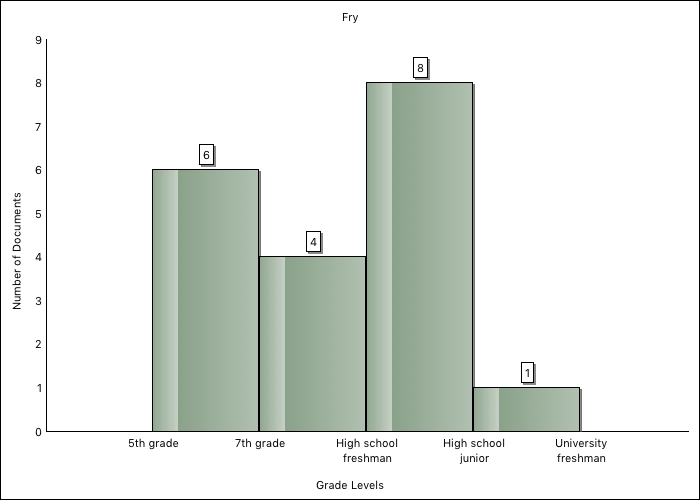 Fry
9
8
7
6
5
4
3
2
1
0
Number of Documents
6
4
8
1
5th grade
7th grade
High school
freshman
High school
junior
University
freshman
Grade Levels